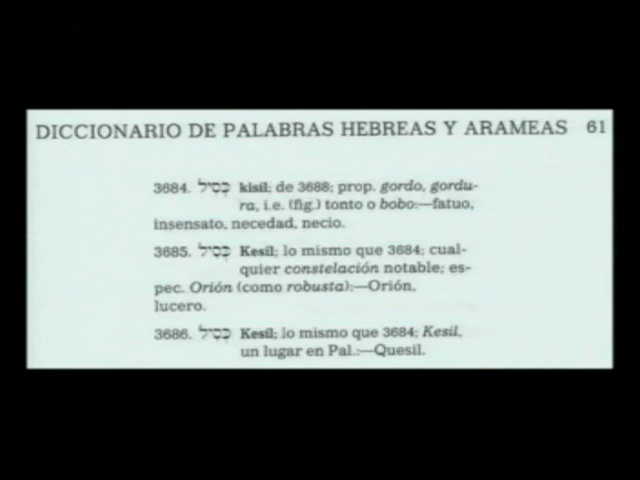 DICCIONARIO DE PALABRAS HEBREAS Y ARAMEAS 61
3684. כְּסִיל kisil; de 3688; prop. gordo, gordu-
ra, i.e. (fig.) tonto o bobo:—fatuo,
insensato, necedad, necio.
3685. כְּסִיל Kesil; lo mismo que 3684; cual-
quier constelación notable; es-
pec. Orión (como robusta):—Orión,
lucero.
3686. כְּסִיל Kesil; lo mismo que 3684; Kesil,
un lugar en Pal.:—Quesil.